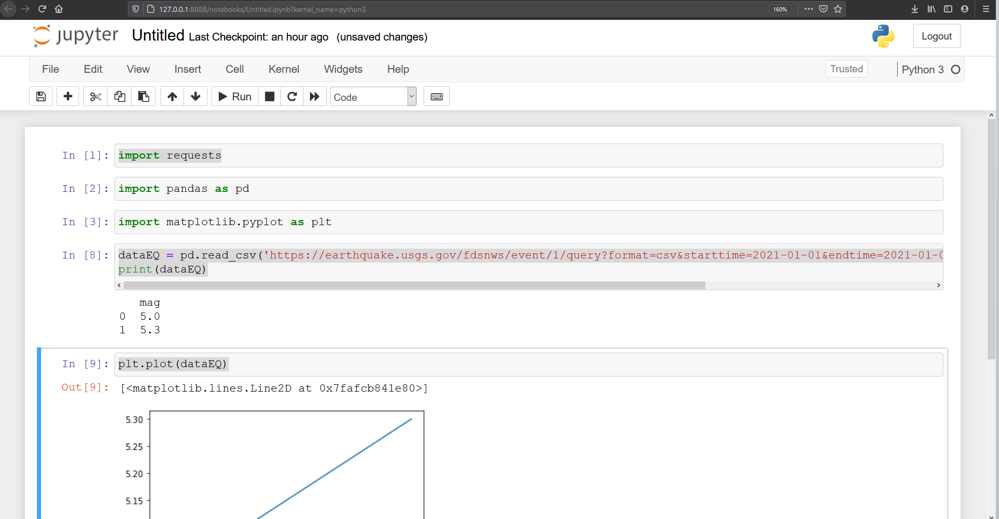 127.0.0.1:8888/notebooks/Untitled.ipynb?kernel_name=python3 160%
jupyter Untitled Last Checkpoint: an hour ago (unsaved changes) Logout
File Edit View Insert Cell Kernel Widgets Help Trusted Python 3
Run Code
In [1]: import requests
In [2]: import pandas as pd
In [3]: import matplotlib.pyplot as plt
In [8]: dataEQ = pd.read_csv('https://earthquake.usgs.gov/fdsnws/event/1/query?format=csv&starttime=2021-01-01&endtime=2021-01-0
print(dataEQ)
mag
0 5.0
1 5.3
In [9]: plt.plot(dataEQ)
Out[9]: [<matplotlib.lines.Line2D at 0x7fafcb841e80>]
5.30
5.25
5.20
5.15